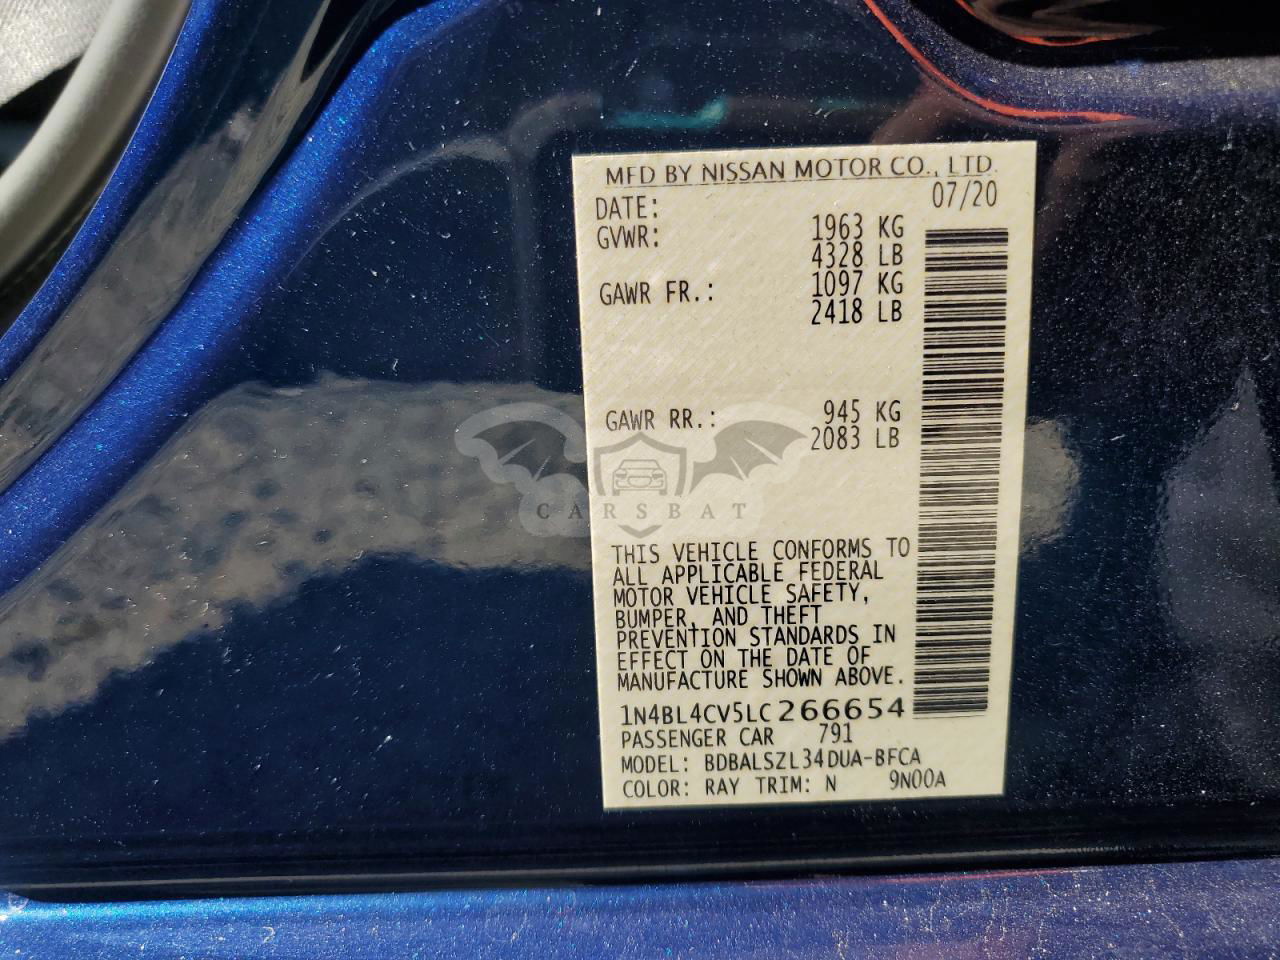 MFD BY NISSAN MOTOR CO., LTD.
DATE: 07/20
GVWR: 1963 KG
4328 LB
GAWR FR.: 1097 KG
2418 LB
GAWR RR.: 945 KG
2083 LB
CARSBAT
THIS VEHICLE CONFORMS TO
ALL APPLICABLE FEDERAL
MOTOR VEHICLE SAFETY,
BUMPER, AND THEFT
PREVENTION STANDARDS IN
EFFECT ON THE DATE OF
MANUFACTURE SHOWN ABOVE.
1N4BL4CV5LC266654
PASSENGER CAR 791
MODEL: BDBALSZL34DUA-BFCA
COLOR: RAY TRIM: N 9N00A